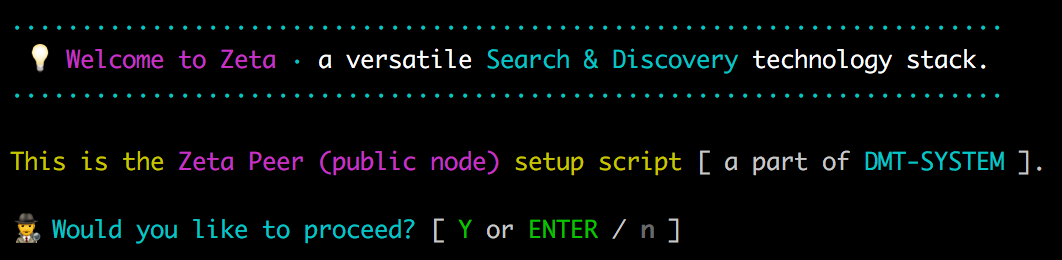 Welcome to Zeta · a versatile Search & Discovery technology stack.
This is the Zeta Peer (public node) setup script [ a part of DMT-SYSTEM ].
Would you like to proceed? [ Y or ENTER / n ]